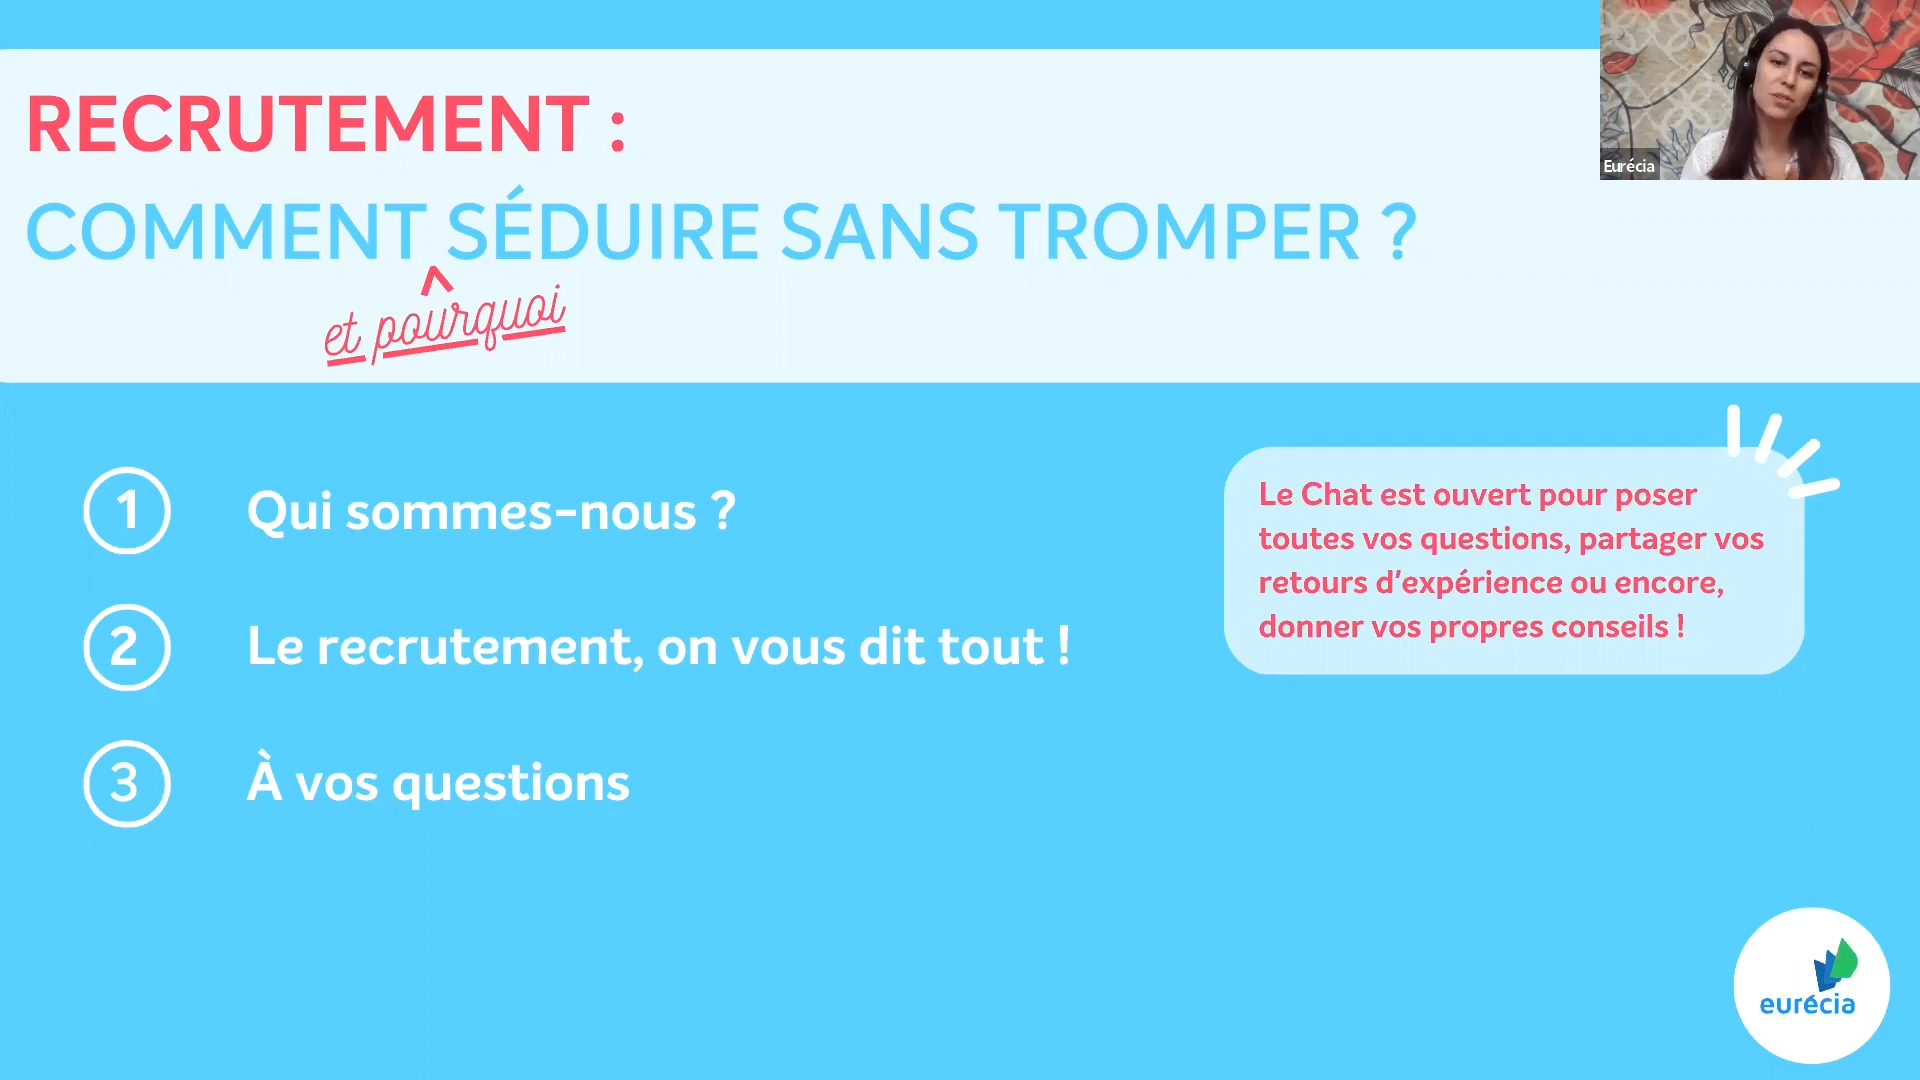 RECRUTEMENT :
COMMENT SÉDUIRE SANS TROMPER ?
^
et pourquoi
Eurécia
1 Qui sommes-nous ?
2 Le recrutement, on vous dit tout !
3 À vos questions
Le Chat est ouvert pour poser
toutes vos questions, partager vos
retours d'expérience ou encore,
donner vos propres conseils !
eurécia